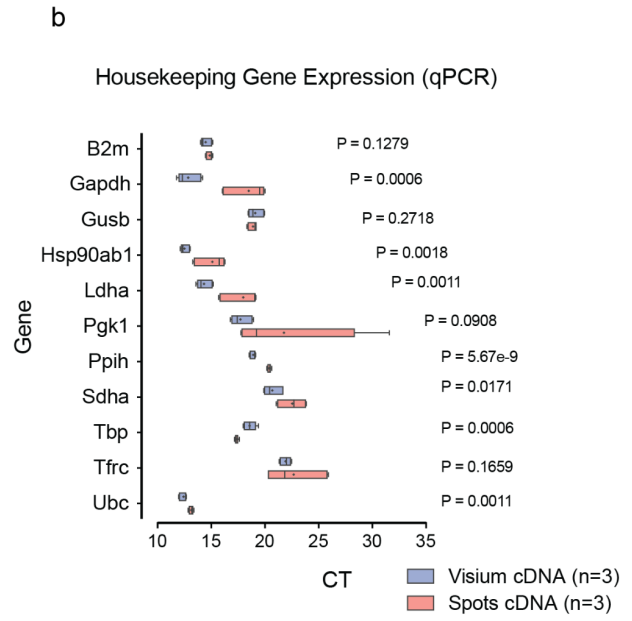 b
Housekeeping Gene Expression (qPCR)
B2m P = 0.1279
Gapdh P = 0.0006
Gusb P = 0.2718
Hsp90ab1 P = 0.0018
Ldha P = 0.0011
Pgk1 P = 0.0908
Ppih P = 5.67e-9
Sdha P = 0.0171
Tbp P = 0.0006
Tfrc P = 0.1659
Ubc P = 0.0011
Gene
10 15 20 25 30 35
CT
Visium cDNA (n=3)
Spots cDNA (n=3)